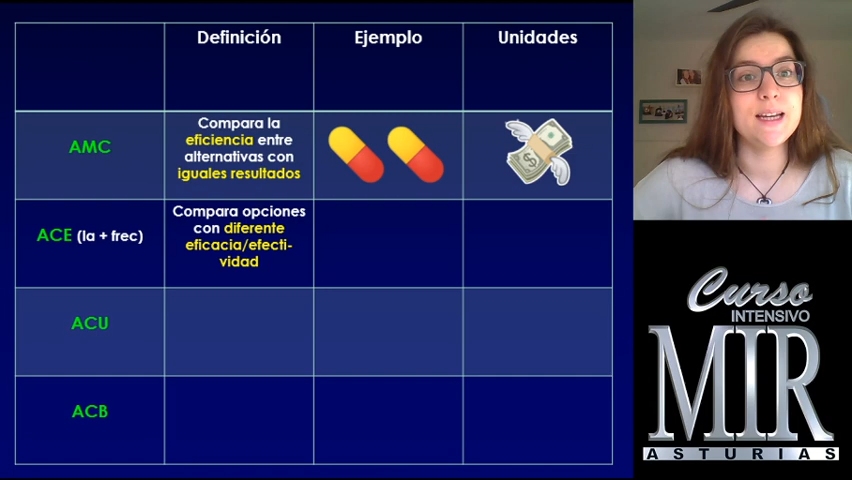 Definición
Ejemplo
Unidades
AMC
Compara la
eficiencia entre
alternativas con
iguales resultados
ACE (la + frec)
Compara opciones
con diferente
eficacia/efecti-
vidad
ACU
ACB
Curso
INTENSIVO
MIR
ASTURIAS